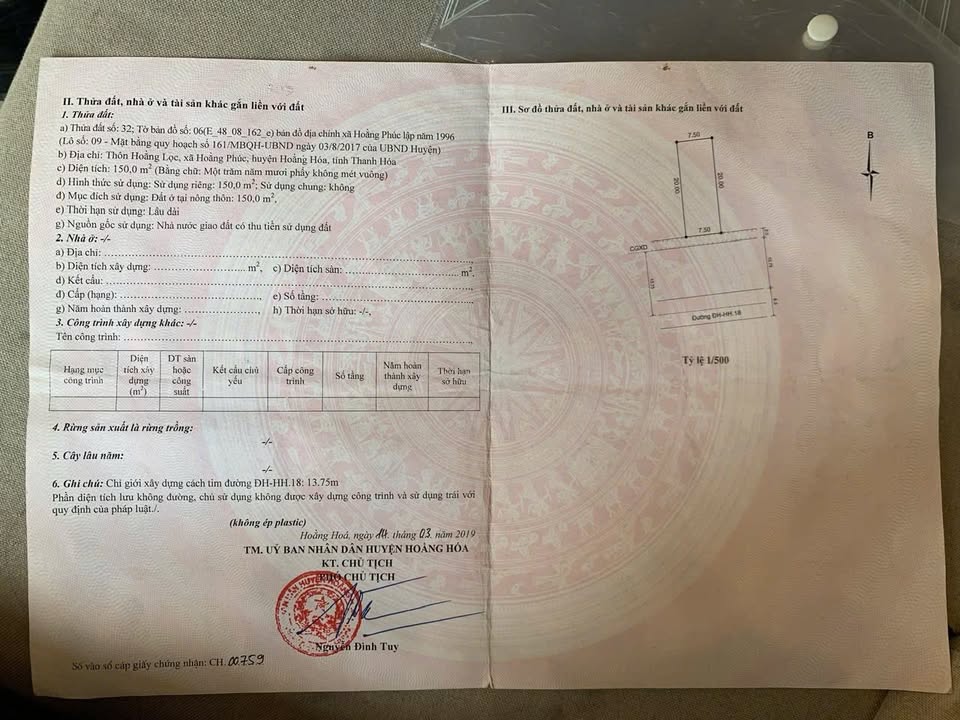 II. Thửa đất, nhà ở và tài sản khác gắn liền với đất
1. Thửa đất:
a) Thửa đất số: 32; Tờ bản đồ số: 06(E_48_08_162_e) bản đồ địa chính xã Hoằng Phúc lập năm 1996
(Lô số: 09 - Mặt bằng quy hoạch số 161/MBQH-UBND ngày 03/8/2017 của UBND Huyện)
b) Địa chỉ: Thôn Hoằng Lọc, xã Hoằng Phúc, huyện Hoằng Hóa, tỉnh Thanh Hóa
c) Diện tích: 150,0 m² (Bằng chữ: Một trăm năm mươi phẩy không mét vuông)
d) Hình thức sử dụng: Sử dụng riêng: 150,0 m²; Sử dụng chung: không
đ) Mục đích sử dụng: Đất ở tại nông thôn: 150,0 m²,
e) Thời hạn sử dụng: Lâu dài
g) Nguồn gốc sử dụng: Nhà nước giao đất có thu tiền sử dụng đất
2. Nhà ở: -/-
a) Địa chỉ:
b) Diện tích xây dựng: m², c) Diện tích sàn: m².
d) Kết cấu:
đ) Cấp (hạng): e) Số tầng:
g) Năm hoàn thành xây dựng: h) Thời hạn sở hữu: -/-,
3. Công trình xây dựng khác: -/-
Tên công trình:
Hạng mục công trình
Diện tích xây dựng (m²)
DT sàn hoặc công suất
Kết cấu chủ yếu
Cấp công trình
Số tầng
Năm hoàn thành xây dựng
Thời hạn sở hữu
4. Rừng sản xuất là rừng trồng:
-/-
5. Cây lâu năm:
-/-
6. Ghi chú: Chỉ giới xây dựng cách tim đường ĐH-HH.18: 13.75m
Phần diện tích lưu không đường, chủ sử dụng không được xây dựng công trình và sử dụng trái với
quy định của pháp luật./.
(không ép plastic)
Hoằng Hoá, ngày 14 tháng 03 năm 2019
TM. UỶ BAN NHÂN DÂN HUYỆN HOẰNG HÓA
KT. CHỦ TỊCH
PHÓ CHỦ TỊCH
Nguyễn Đình Tuy
Số vào sổ cấp giấy chứng nhận: CH.00759
III. Sơ đồ thửa đất, nhà ở và tài sản khác gắn liền với đất
B
7.50
20.00
20.00
7.50
CGXD
Đường ĐH-HH.18
Tỷ lệ 1/500